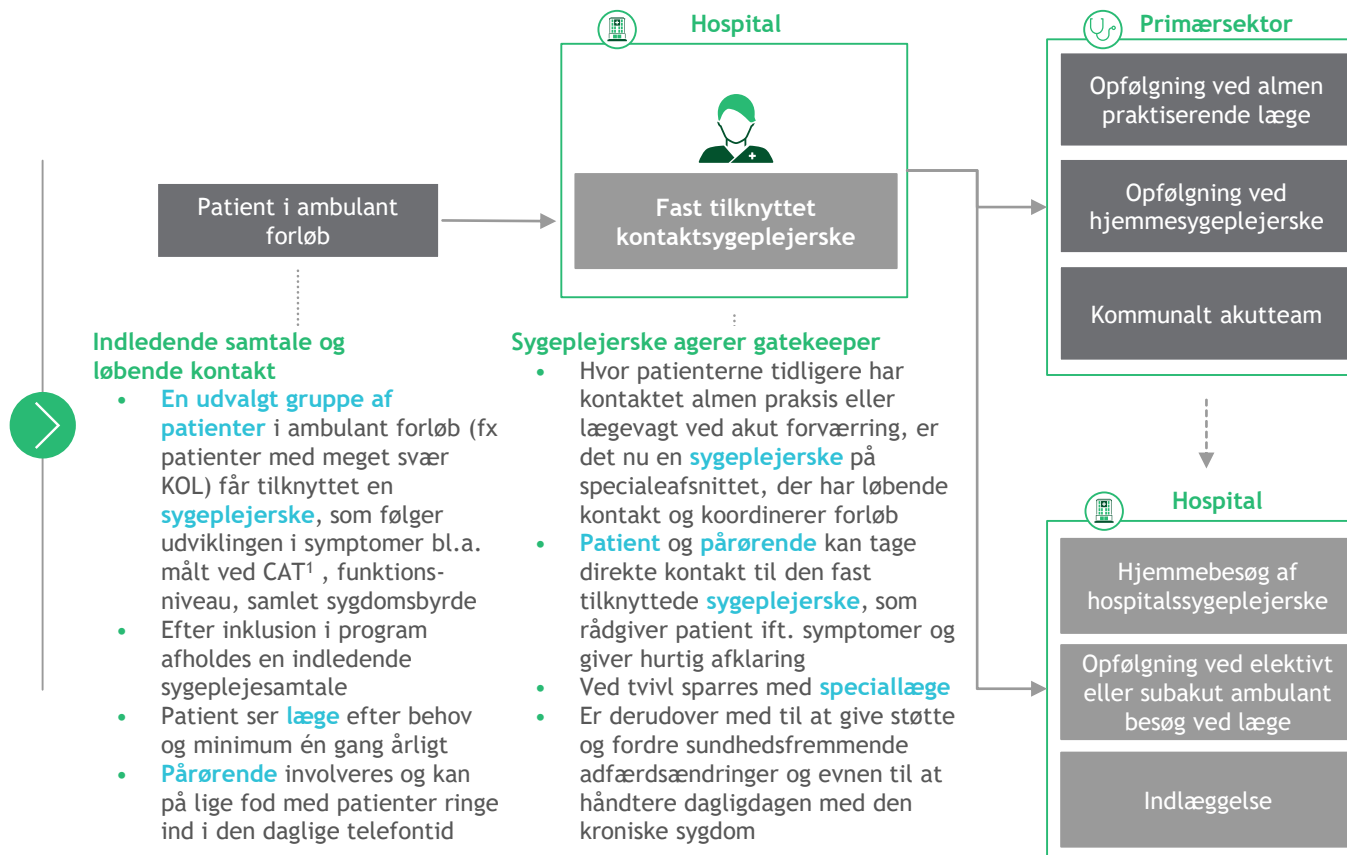 Hospital
Primærsektor
Patient i ambulant
forløb
Fast tilknyttet
kontaktsygeplejerske
Opfølgning ved almen
praktiserende læge
Opfølgning ved
hjemmesygeplejerske
Kommunalt akutteam
Indledende samtale og
løbende kontakt
• En udvalgt gruppe af
patienter i ambulant forløb (fx
patienter med meget svær
KOL) får tilknyttet en
sygeplejerske, som følger
udviklingen i symptomer bl.a.
målt ved CAT¹ , funktions-
niveau, samlet sygdomsbyrde
• Efter inklusion i program
afholdes en indledende
sygeplejesamtale
• Patient ser læge efter behov
og minimum én gang årligt
• Pårørende involveres og kan
på lige fod med patienter ringe
ind i den daglige telefontid
Sygeplejerske agerer gatekeeper
• Hvor patienterne tidligere har
kontaktet almen praksis eller
lægevagt ved akut forværring, er
det nu en sygeplejerske på
specialeafsnittet, der har løbende
kontakt og koordinerer forløb
• Patient og pårørende kan tage
direkte kontakt til den fast
tilknyttede sygeplejerske, som
rådgiver patient ift. symptomer og
giver hurtig afklaring
• Ved tvivl sparres med speciallæge
• Er derudover med til at give støtte
og fordre sundhedsfremmende
adfærdsændringer og evnen til at
håndtere dagligdagen med den
kroniske sygdom
Hospital
Hjemmebesøg af
hospitalssygeplejerske
Opfølgning ved elektivt
eller subakut ambulant
besøg ved læge
Indlæggelse